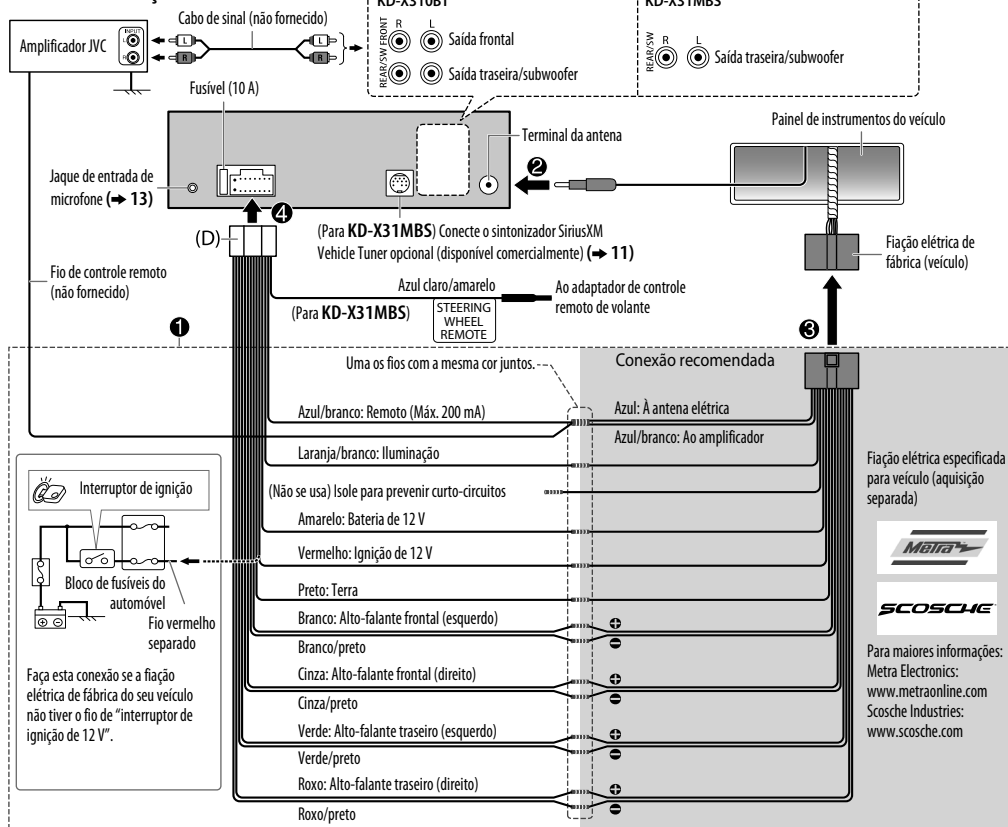 KD-X310BT
KD-X31MBS
Cabo de sinal (não fornecido)
Amplificador JVC
INPUT
L
R
L
R
L
R
FRONT
REAR/SW
R
L
Saída frontal
Saída traseira/subwoofer
REAR/SW
R
L
Saída traseira/subwoofer
Fusível (10 A)
Terminal da antena
Painel de instrumentos do veículo
Jaque de entrada de
microfone (➜ 13)
2
4
(D)
(Para KD-X31MBS) Conecte o sintonizador SiriusXM
Vehicle Tuner opcional (disponível comercialmente) (➜ 11)
Fiação elétrica de
fábrica (veículo)
Fio de controle remoto
(não fornecido)
Azul claro/amarelo
Ao adaptador de controle
remoto de volante
(Para KD-X31MBS)
STEERING
WHEEL
REMOTE
1
3
Uma os fios com a mesma cor juntos.
Conexão recomendada
Azul/branco: Remoto (Máx. 200 mA)
Azul: À antena elétrica
Azul/branco: Ao amplificador
Laranja/branco: Iluminação
Fiação elétrica especificada
para veículo (aquisição
separada)
Interruptor de ignição
(Não se usa) Isole para prevenir curto-circuitos
Amarelo: Bateria de 12 V
Vermelho: Ignição de 12 V
Metra
Bloco de fusíveis do
automóvel
Fio vermelho
separado
Preto: Terra
SCOSCHE
Branco: Alto-falante frontal (esquerdo)
⊕
Branco/preto
⊖
Para maiores informações:
Metra Electronics:
www.metraonline.com
Scosche Industries:
www.scosche.com
Faça esta conexão se a fiação
elétrica de fábrica do seu veículo
não tiver o fio de “interruptor de
ignição de 12 V”.
Cinza: Alto-falante frontal (direito)
⊕
Cinza/preto
⊖
Verde: Alto-falante traseiro (esquerdo)
⊕
Verde/preto
⊖
Roxo: Alto-falante traseiro (direito)
⊕
Roxo/preto
⊖